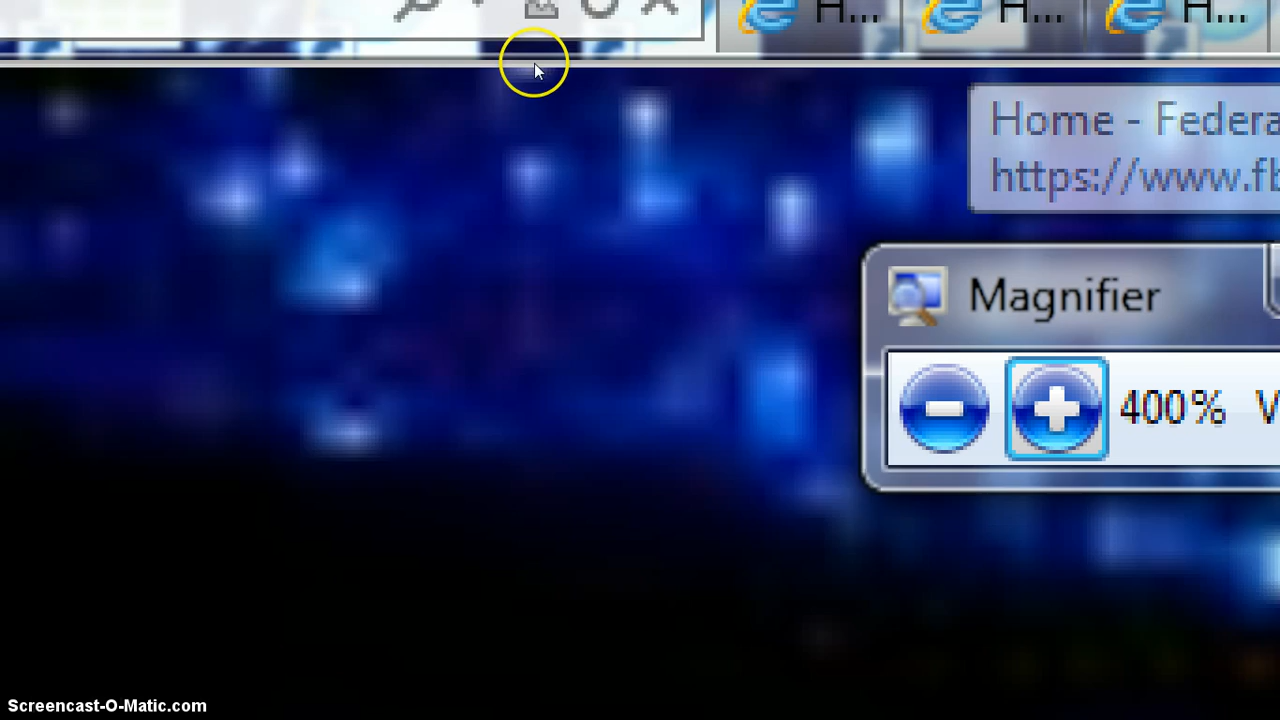 H... H... H...
Home - Federa
https://www.fb
Magnifier
400% V
Screencast-O-Matic.com